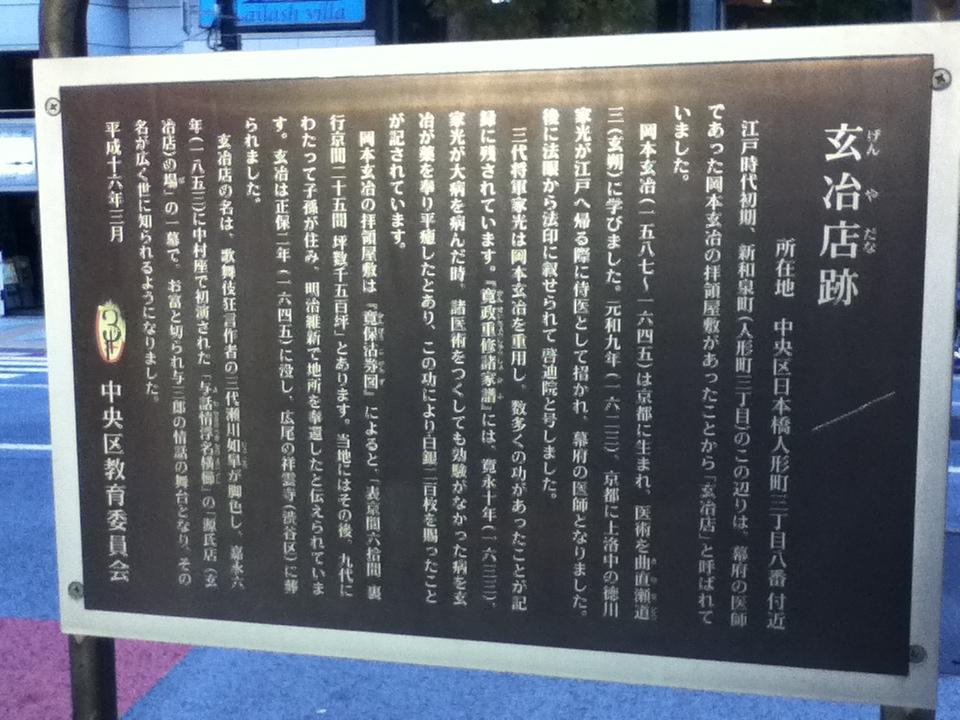 ailash villa
玄冶店跡
げん や だな
所在地 中央区日本橋人形町三丁目八番 付近
江戸時代初期、新和泉町(人形町三丁目)のこの辺りは、幕府の医師
であった岡本玄冶の拝領屋敷があったことから「玄冶店」と呼ばれて
いました。
岡本玄冶(一五八七〜一六四五)は京都に生まれ、医術を曲直瀬道
三(玄朔)に学びました。元和九年(一六二三)、京都に上洛中の徳川
家光が江戸へ帰る際に侍医として招かれ、幕府の医師となりました。
後に法眼から法印に叙せられて啓迪院と号しました。
三代将軍家光は岡本玄冶を重用し、数多くの功があったことが記
録に残されています。『寛政重修諸家譜』には、寛永十年(一六三三)、
家光が大病を病んだ時、諸医術をつくしても効験がなかった病を玄
冶が薬を奉り平癒したとあり、この功により白銀二百枚を賜ったこと
が記されています。
岡本玄冶の拝領屋敷は『寛保沽券図』によると、「表京間六拾間 裏
行京間二十五間 坪数千五百坪」とあります。当地にはその後、九代に
わたって子孫が住み、明治維新で地所を奉還したと伝えられていま
す。玄冶は正保二年(一六四五)に没し、広尾の祥雲寺(渋谷区)に葬
られました。
玄冶店の名は、歌舞伎狂言作者の三代瀬川如皐が脚色し、嘉永六
年(一八五三)に中村座で初演された「与話情浮名横櫛」の「源氏店(玄
冶店)の場」の一幕で、お富と切られ与三郎の情話の舞台となり、その
名が広く世に知られるようになりました。
平成十六年三月
中央区教育委員会